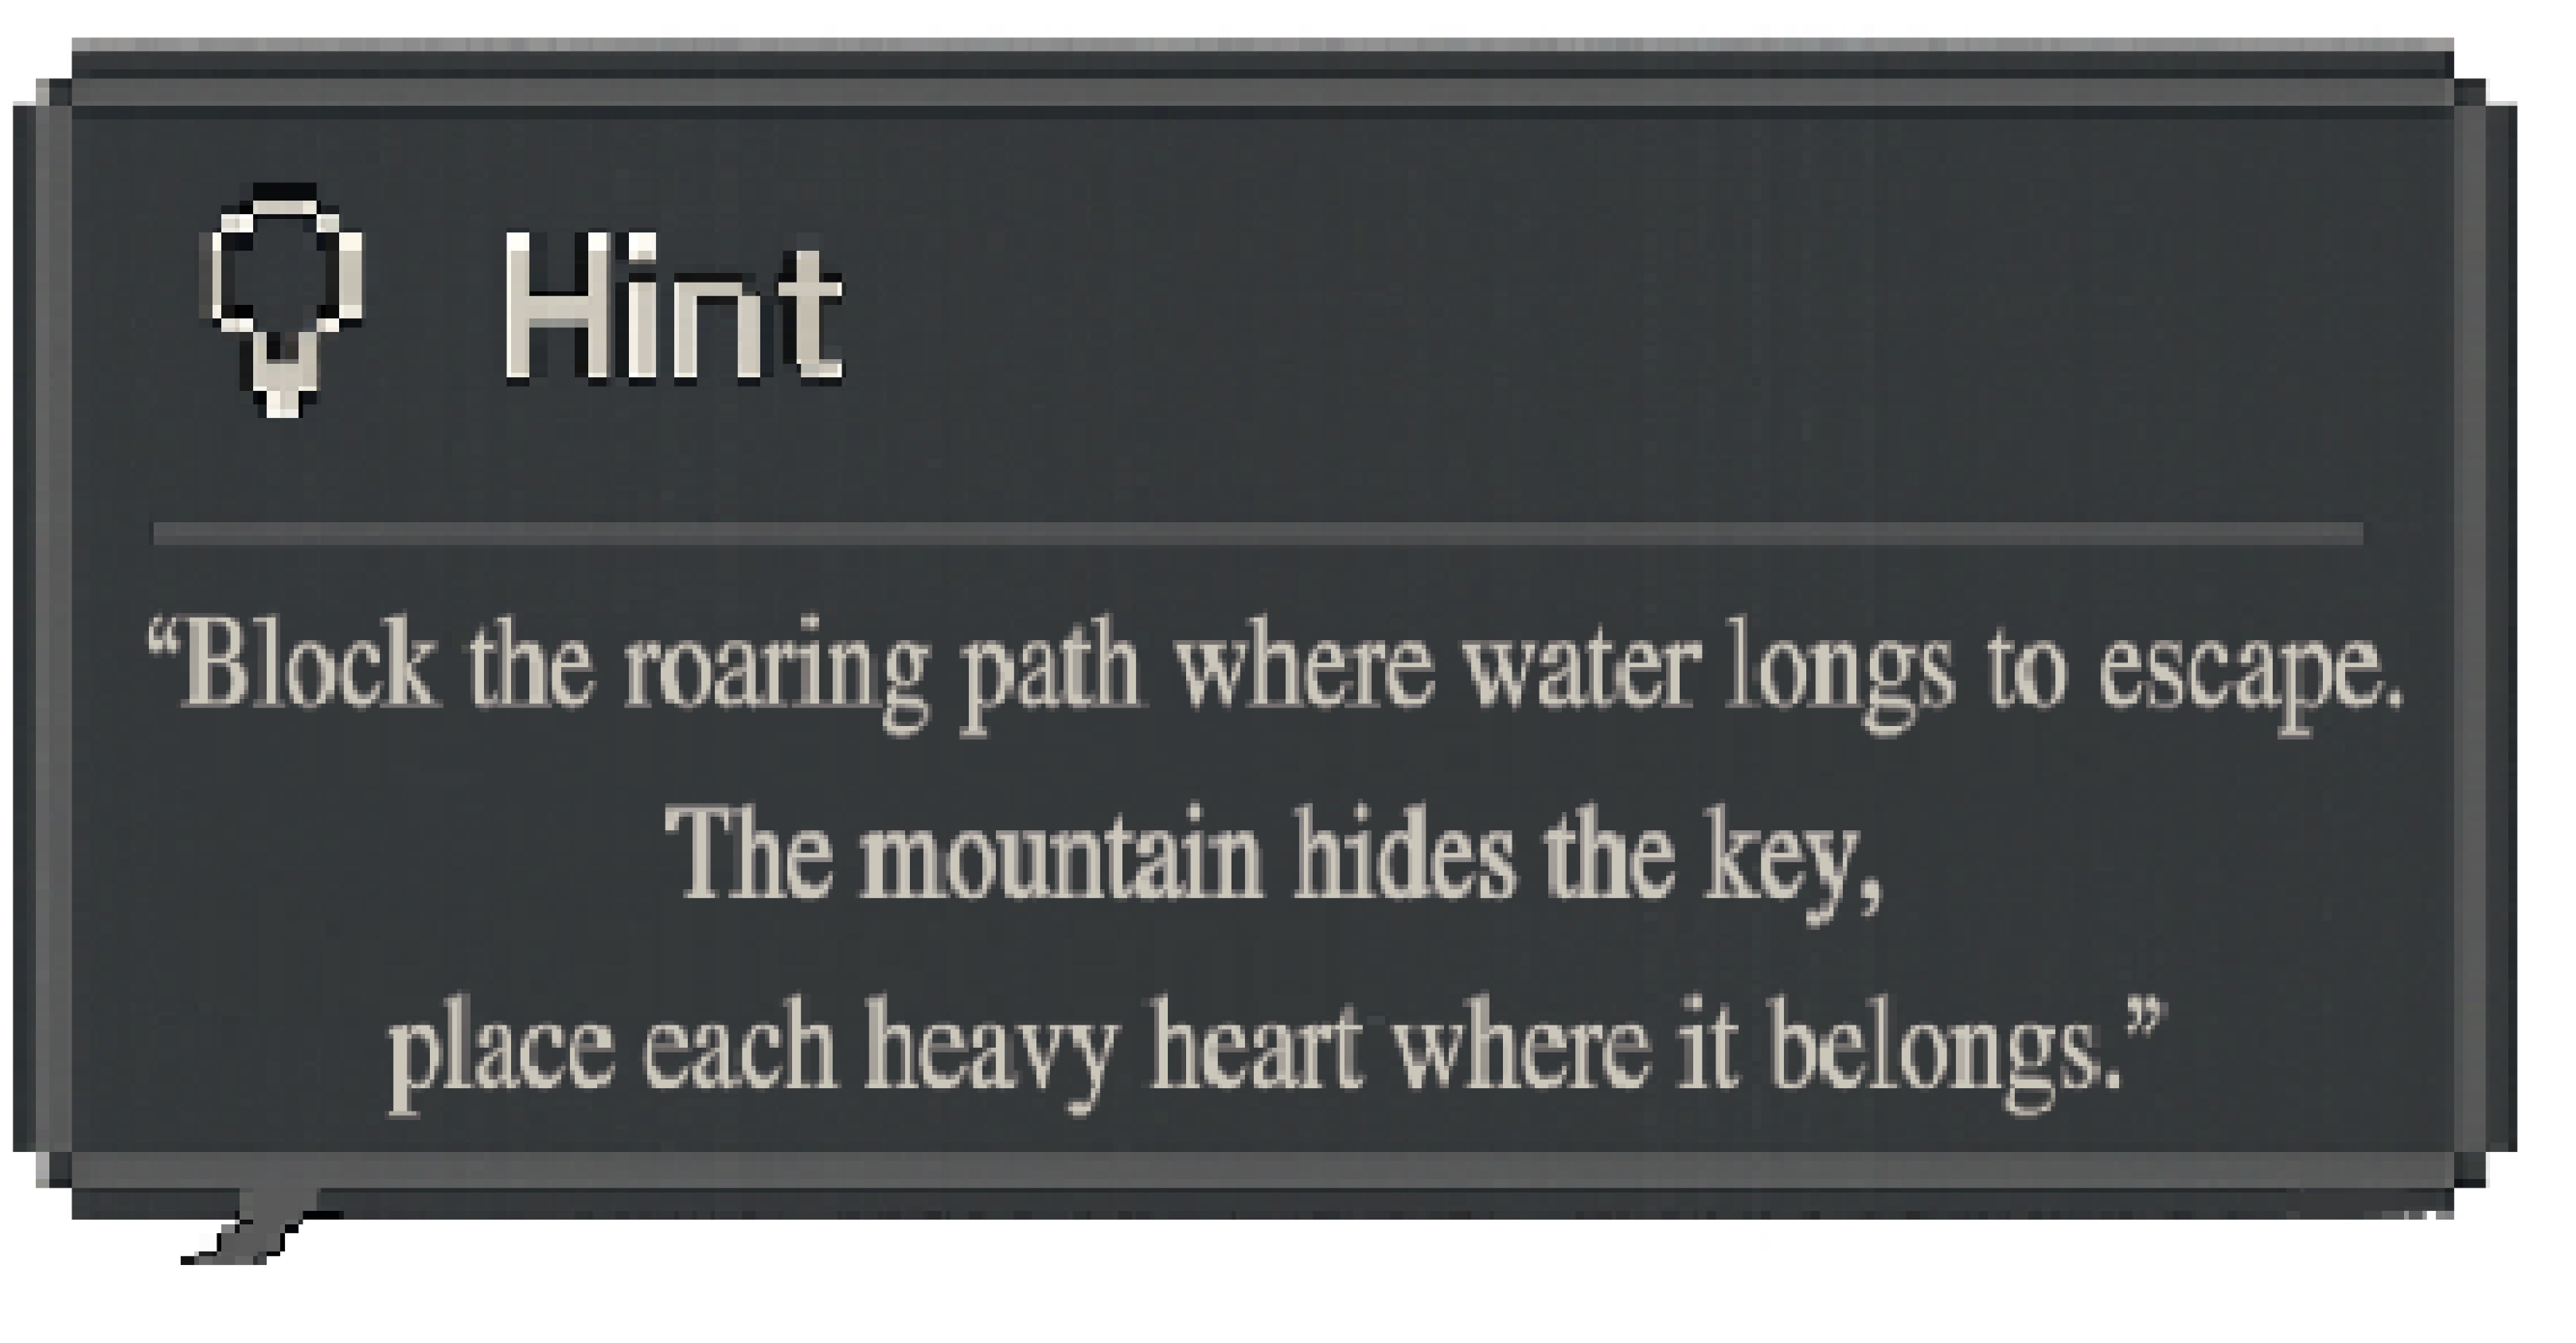 Hint
“Block the roaring path where water longs to escape.
The mountain hides the key,
place each heavy heart where it belongs.”